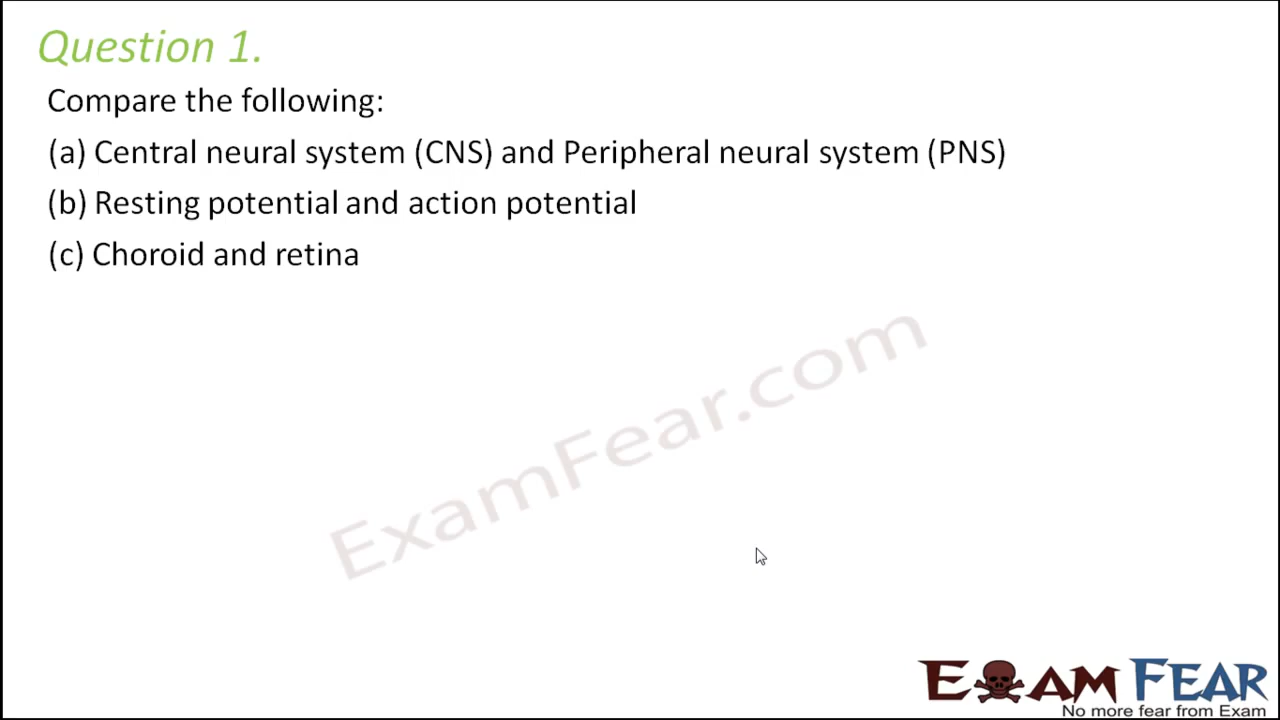 Question 1.
Compare the following:
(a) Central neural system (CNS) and Peripheral neural system (PNS)
(b) Resting potential and action potential
(c) Choroid and retina
ExamFear.com
EXAM FEAR
No more fear from Exam